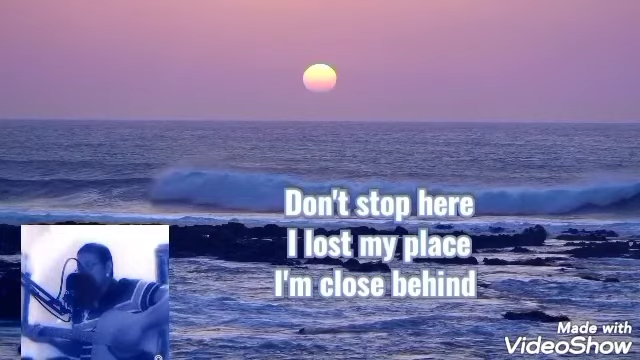 Don't stop here
I lost my place
I'm close behind
Made with
VideoShow